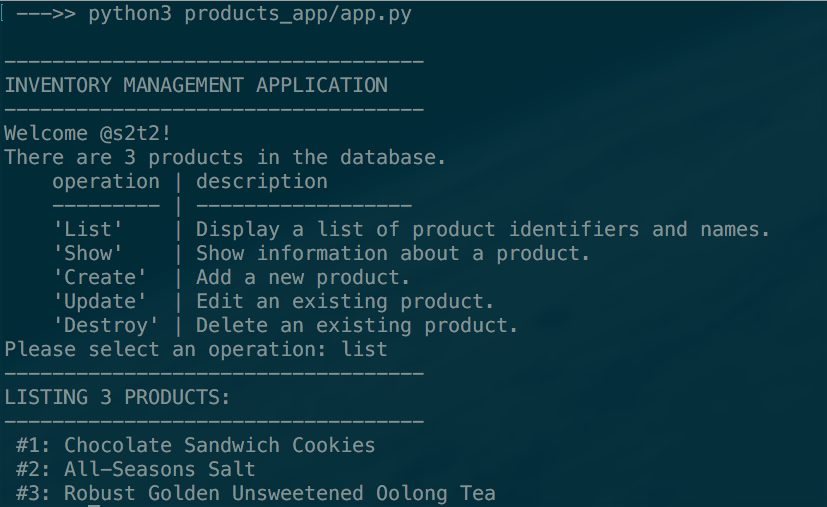 --->> python3 products_app/app.py
-----------------------------------
INVENTORY MANAGEMENT APPLICATION
-----------------------------------
Welcome @s2t2!
There are 3 products in the database.
    operation | description
    --------- | ------------------
    'List'    | Display a list of product identifiers and names.
    'Show'    | Show information about a product.
    'Create'  | Add a new product.
    'Update'  | Edit an existing product.
    'Destroy' | Delete an existing product.
Please select an operation: list
-----------------------------------
LISTING 3 PRODUCTS:
-----------------------------------
 #1: Chocolate Sandwich Cookies
 #2: All-Seasons Salt
 #3: Robust Golden Unsweetened Oolong Tea